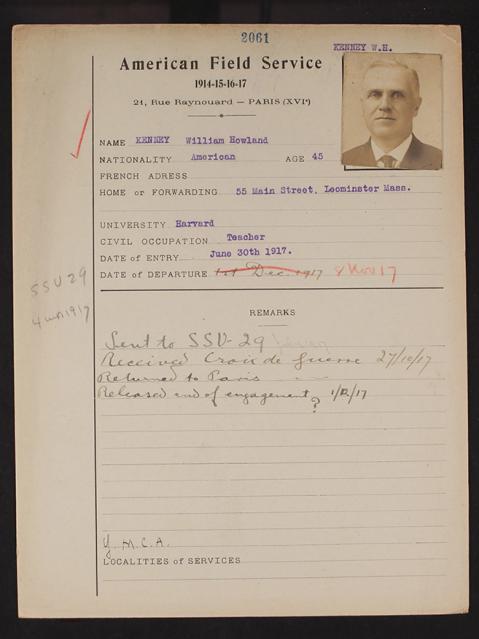 2061
KENNEY W.H.
American Field Service
1914-15-16-17
21, Rue Raynouard — PARIS (XVIe)
NAME KENNEY William Howland
NATIONALITY American AGE 45
FRENCH ADRESS
HOME or FORWARDING 55 Main Street, Leominster Mass.
UNIVERSITY Harvard
CIVIL OCCUPATION Teacher
DATE of ENTRY June 30th 1917.
DATE of DEPARTURE 1st Dec. 1917 8 Nov 17
SSU 29
4 1917
REMARKS
Sent to SSU-29
Received Croix de Guerre 27/10/17
Returned to Paris
Released end of engagement ? 1/12/17
Y.M.C.A.
LOCALITIES of SERVICES